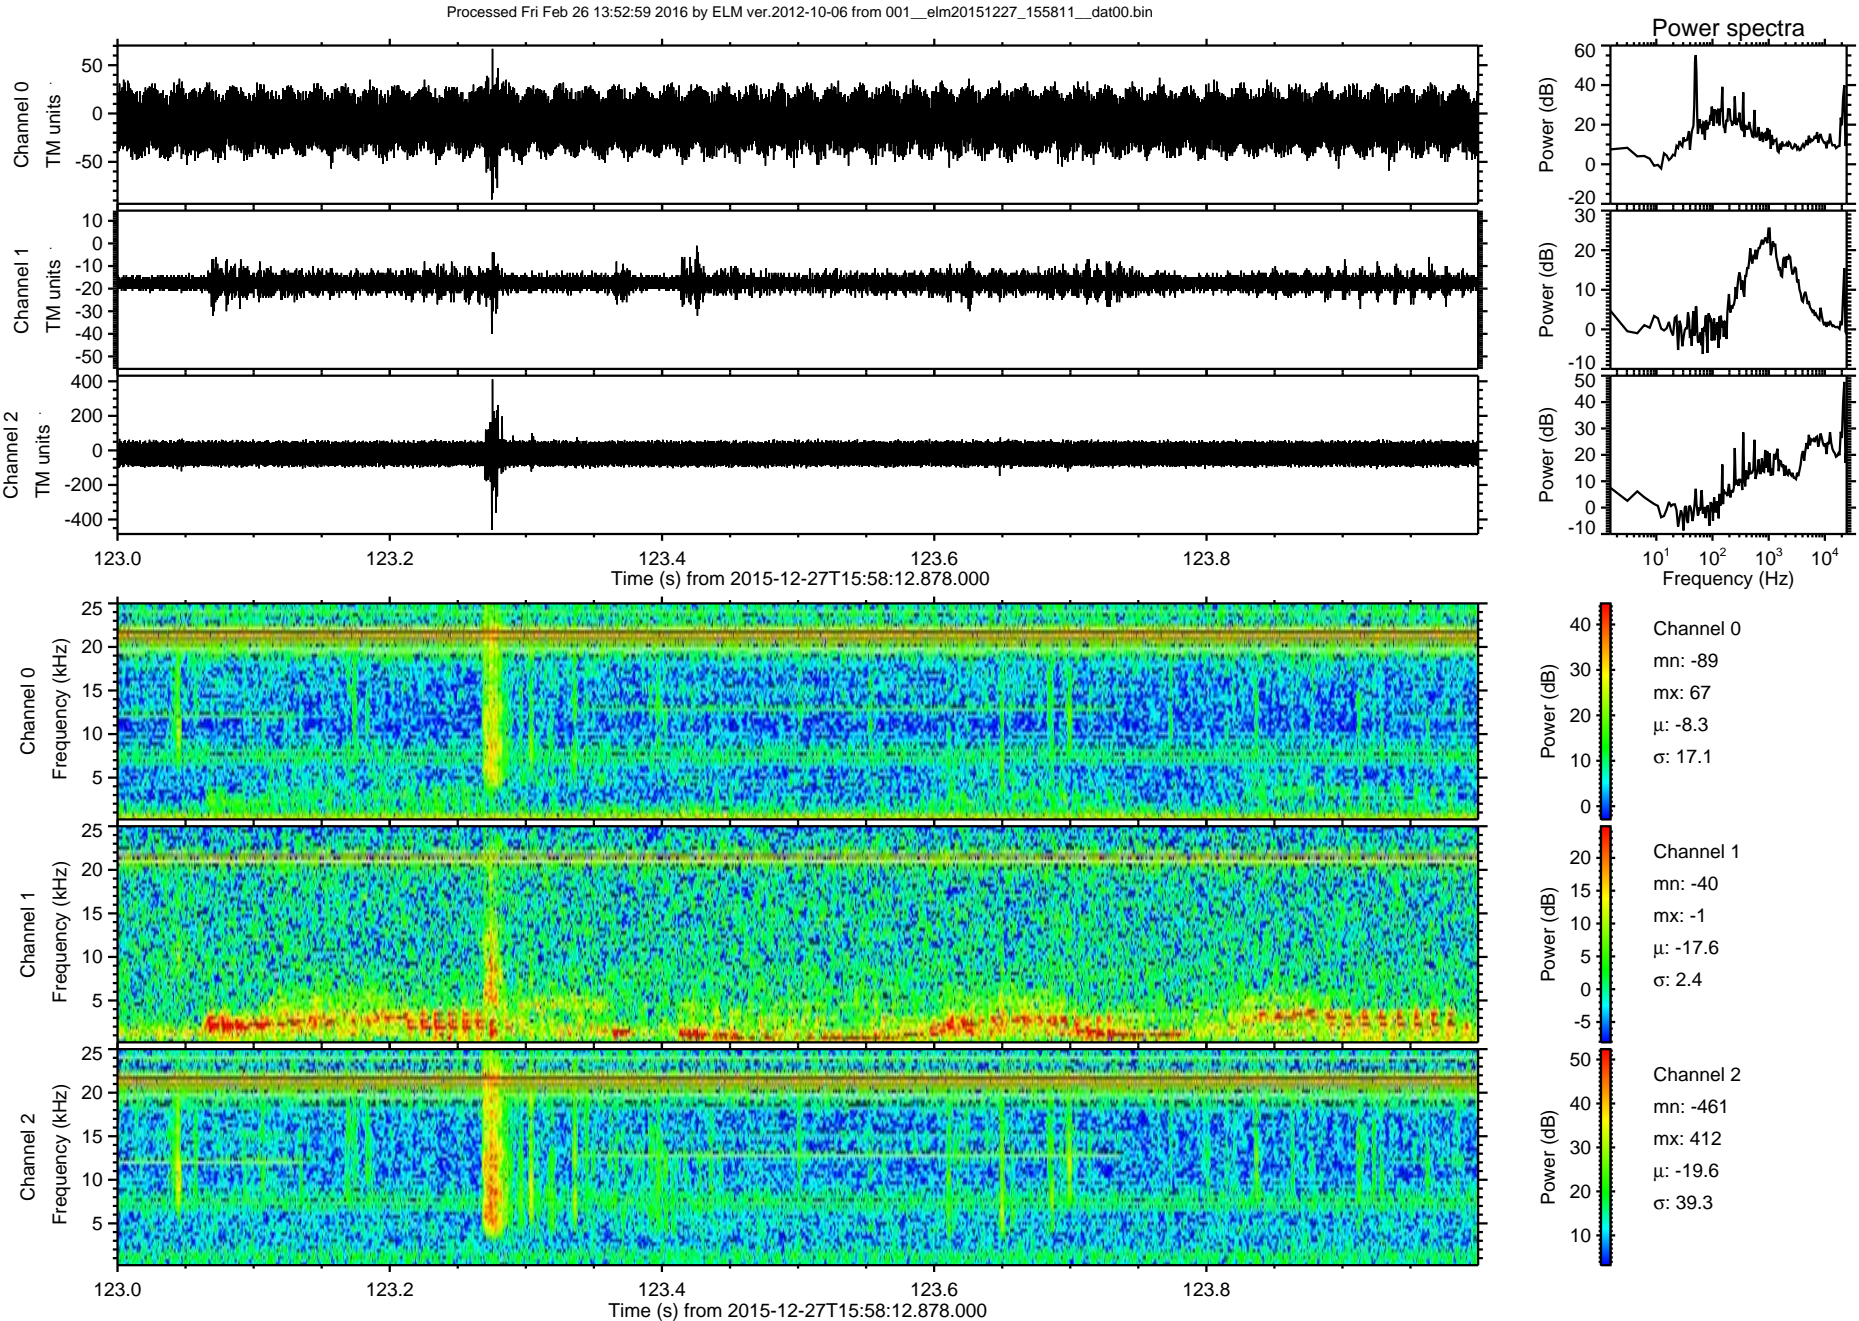 Processed Fri Feb 26 13:52:59 2016 by ELM ver.2012-10-06 from 001__elm20151227_155811__dat00.bin
Power spectra
Channel 0
TM units
50
0
-50
Power (dB)
60
40
20
0
-20
Channel 1
TM units
10
0
-10
-20
-30
-40
-50
Power (dB)
30
20
10
0
-10
Channel 2
TM units
400
200
0
-200
-400
Power (dB)
50
40
30
20
10
0
-10
123.0 123.2 123.4 123.6 123.8
Time (s) from 2015-12-27T15:58:12.878.000
10¹ 10² 10³ 10⁴
Frequency (Hz)
Channel 0
Frequency (kHz)
25
20
15
10
5
Power (dB)
40
30
20
10
0
Channel 0
mn: -89
mx: 67
μ: -8.3
σ: 17.1
Channel 1
Frequency (kHz)
25
20
15
10
5
Power (dB)
20
15
10
5
0
-5
Channel 1
mn: -40
mx: -1
μ: -17.6
σ: 2.4
Channel 2
Frequency (kHz)
25
20
15
10
5
Power (dB)
50
40
30
20
10
Channel 2
mn: -461
mx: 412
μ: -19.6
σ: 39.3
123.0 123.2 123.4 123.6 123.8
Time (s) from 2015-12-27T15:58:12.878.000